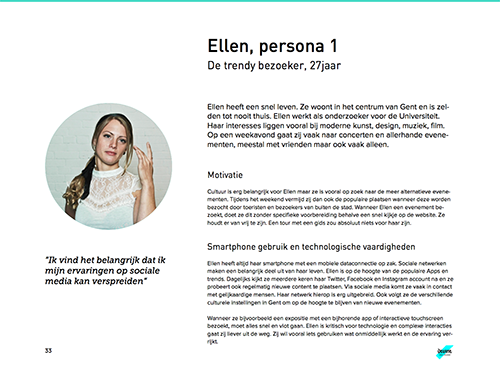 Ellen, persona 1
De trendy bezoeker, 27jaar
Ellen heeft een snel leven. Ze woont in het centrum van Gent en is zel-
den tot nooit thuis. Ellen werkt als onderzoeker voor de Universiteit.
Haar interesses liggen vooral bij moderne kunst, design, muziek, film.
Op een weekavond gaat zij vaak naar concerten en allerhande evene-
menten, meestal met vrienden maar ook vaak alleen.
Motivatie
Cultuur is erg belangrijk voor Ellen maar ze is vooral op zoek naar de meer alternatieve evene-
menten. Tijdens het weekend vermijd zij dan ook de populaire plaatsen wanneer deze worden
bezocht door toeristen en bezoekers van buiten de stad. Wanneer Ellen een evenement be-
zoekt, doet ze dit zonder specifieke voorbereiding behalve een snel kijkje op de website. Ze
houdt er van vrij te zijn. Een tour met een gids zou absoluut niets voor haar zijn.
Smartphone gebruik en technologische vaardigheden
Ellen heeft altijd haar smartphone met een mobiele dataconnectie op zak. Sociale netwerken
maken een belangrijk deel uit van haar leven. Ellen is op de hoogte van de populaire Apps en
trends. Dagelijks kijkt ze meerdere keren haar Twitter, Facebook en Instagram account na en ze
probeert ook regelmatig nieuwe content te plaatsen. Via sociale media komt ze vaak in contact
met gelijkaardige mensen. Haar netwerk hierop is erg uitgebreid. Ook volgt ze de verschillende
culturele instellingen in Gent om op de hoogte te blijven van nieuwe evenementen.
Wanneer ze bijvoorbeeld een expositie met een bijhorende app of interactieve touchscreen
bezoekt, moet alles snel en vlot gaan. Ellen is kritisch voor technologie en complexe interacties
gaat zij liever uit de weg. Zij wil vooral iets gebruiken wat onmiddelijk werkt en de ervaring ver-
rijkt.
"Ik vind het belangrijk dat ik
mijn ervaringen op sociale
media kan verspreiden"
33